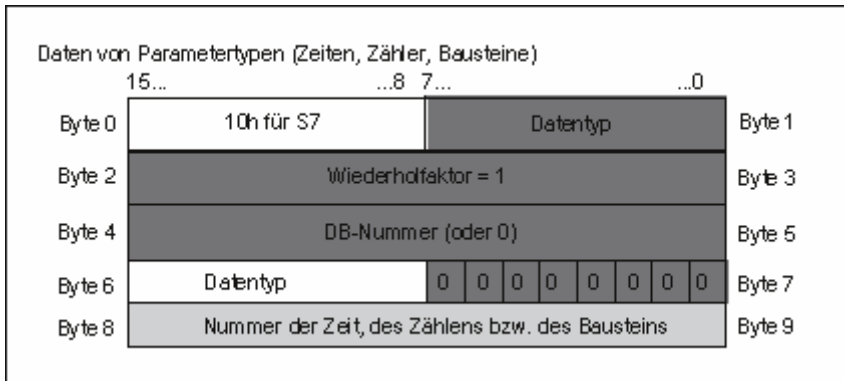 Daten von Parametertypen (Zeiten, Zähler, Bausteine)
15... ...8 7... ...0
Byte 0 10h für S7 Datentyp Byte 1
Byte 2 Wiederholfaktor = 1 Byte 3
Byte 4 DB-Nummer (oder 0) Byte 5
Byte 6 Datentyp 0 0 0 0 0 0 0 0 Byte 7
Byte 8 Nummer der Zeit, des Zählens bzw. des Bausteins Byte 9